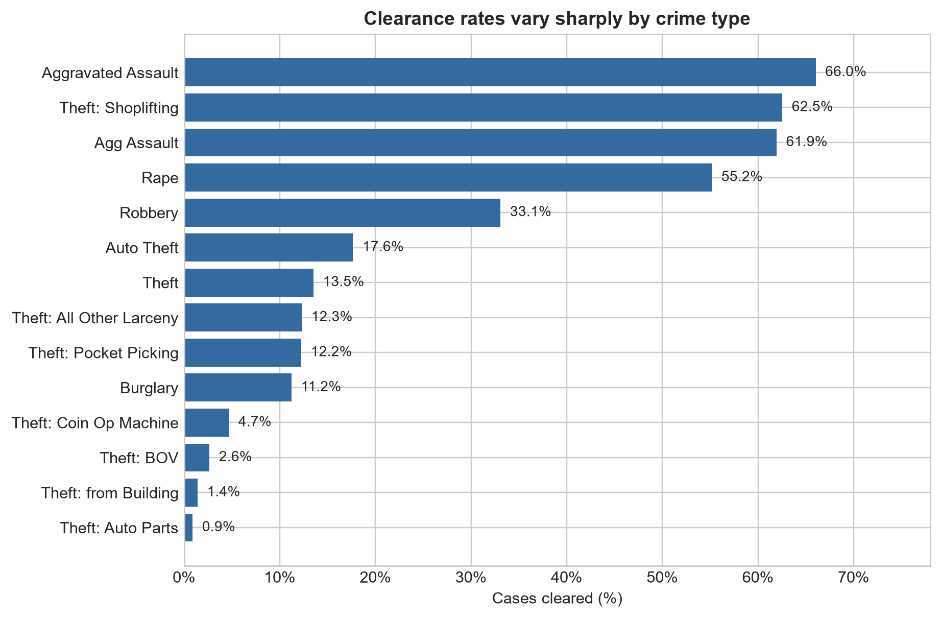 Clearance rates vary sharply by crime type
Aggravated Assault 66.0%
Theft: Shoplifting 62.5%
Agg Assault 61.9%
Rape 55.2%
Robbery 33.1%
Auto Theft 17.6%
Theft 13.5%
Theft: All Other Larceny 12.3%
Theft: Pocket Picking 12.2%
Burglary 11.2%
Theft: Coin Op Machine 4.7%
Theft: BOV 2.6%
Theft: from Building 1.4%
Theft: Auto Parts 0.9%
0% 10% 20% 30% 40% 50% 60% 70%
Cases cleared (%)